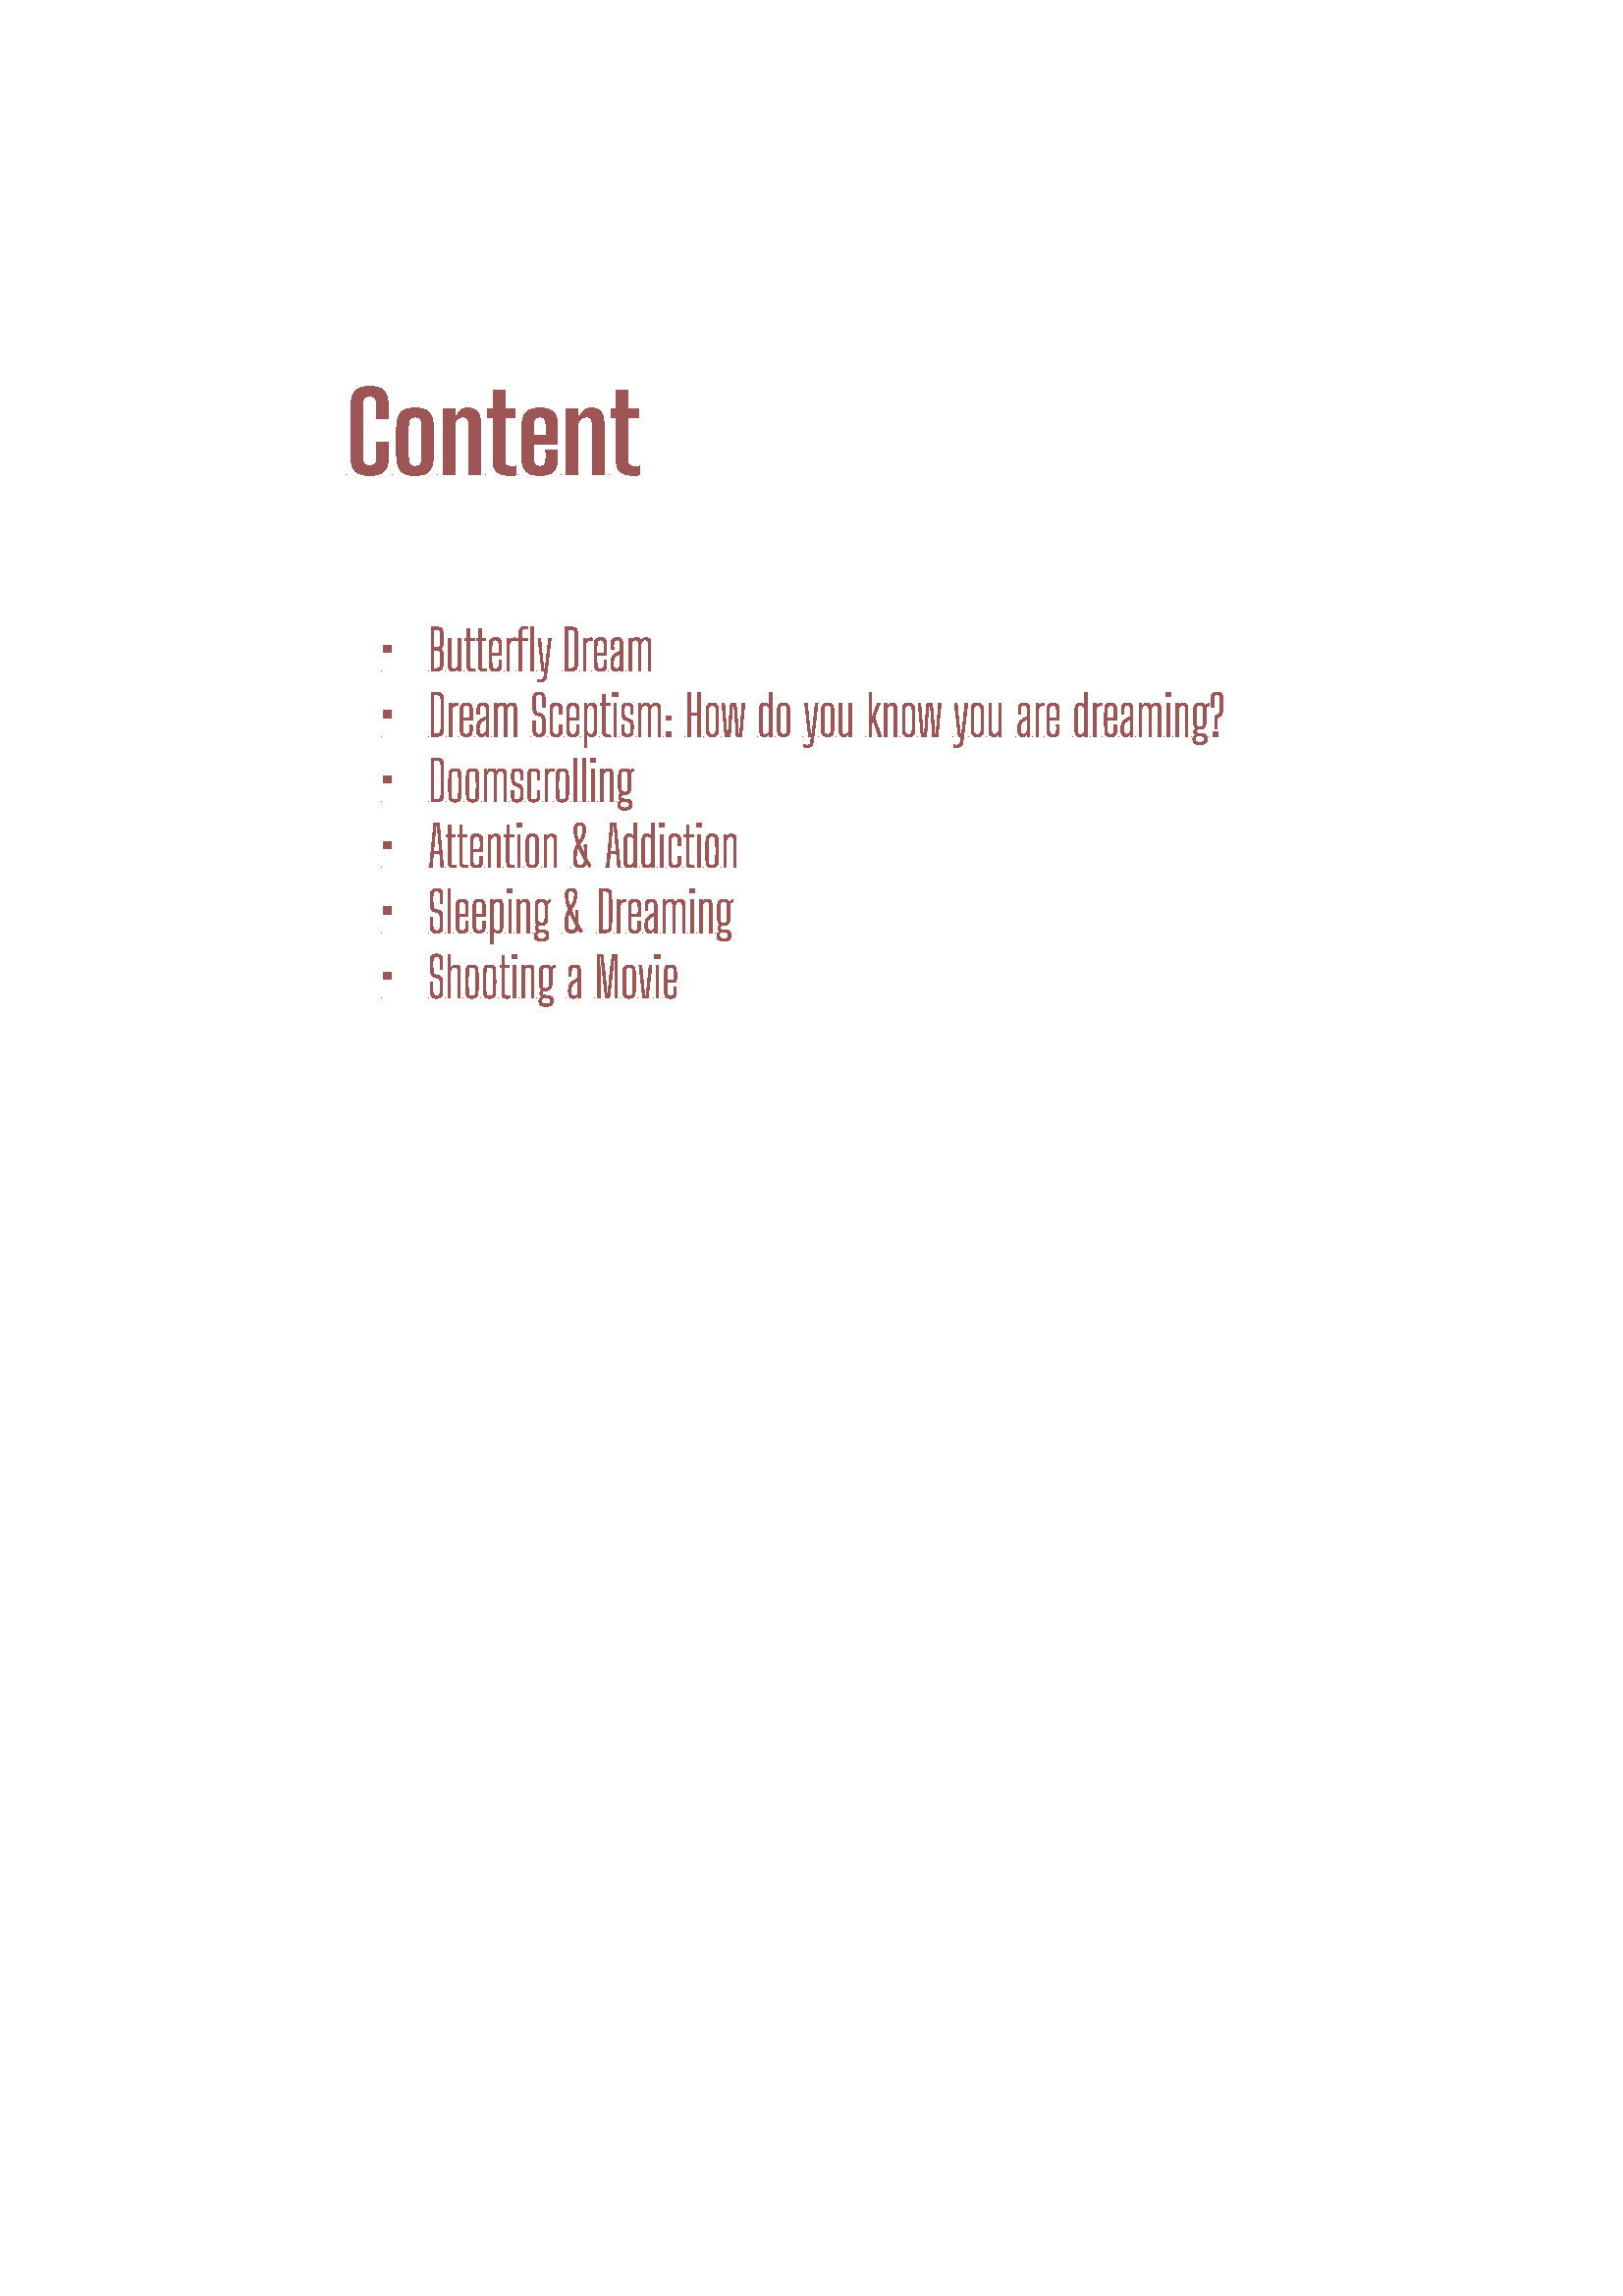 Content
▪ Butterfly Dream
▪ Dream Sceptism: How do you know you are dreaming?
▪ Doomscrolling
▪ Attention & Addiction
▪ Sleeping & Dreaming
▪ Shooting a Movie